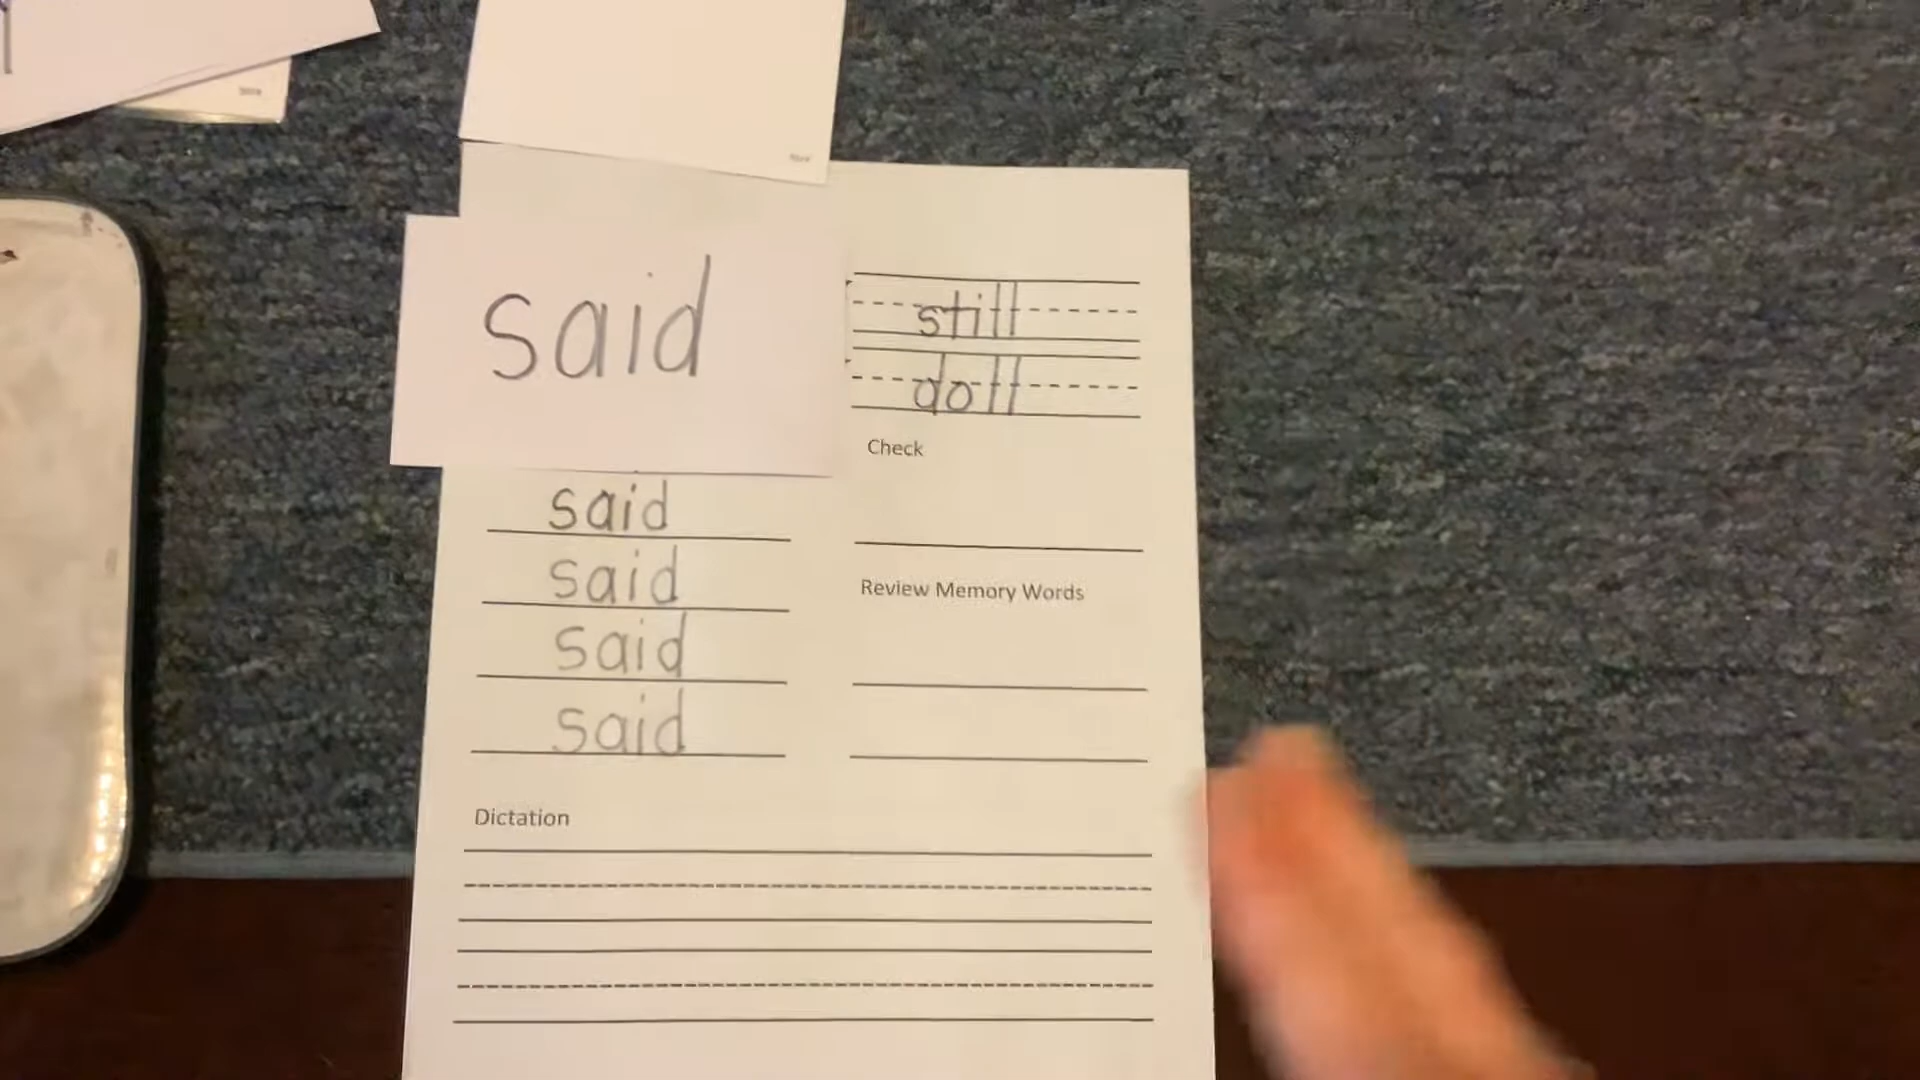 said
said
said
said
said
still
doll
Check
Review Memory Words
Dictation